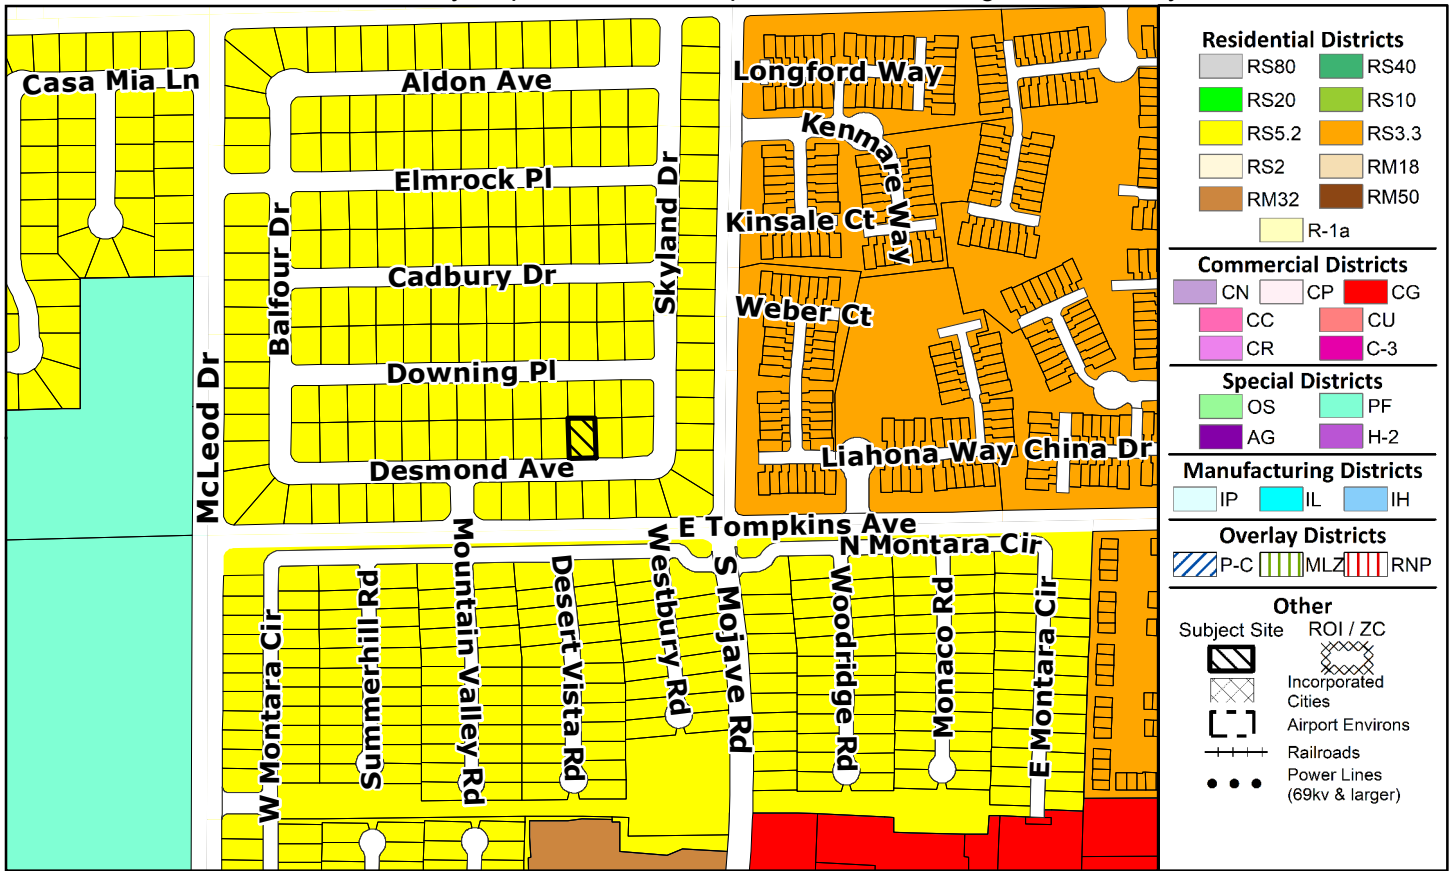 Casa Mia Ln
Aldon Ave
Longford Way
Kenmare Way
Elmrock Pl
Kinsale Ct
Skyland Dr
Balfour Dr
Cadbury Dr
Weber Ct
Downing Pl
McLeod Dr
Desmond Ave
Liahona Way
China Dr
E Tompkins Ave
N Montara Cir
W Montara Cir
Summerhill Rd
Mountain Valley Rd
Desert Vista Rd
Westbury Rd
S Mojave Rd
Woodridge Rd
Monaco Rd
E Montara Cir
Residential Districts
RS80 RS40
RS20 RS10
RS5.2 RS3.3
RS2 RM18
RM32 RM50
R-1a
Commercial Districts
CN CP CG
CC CU
CR C-3
Special Districts
OS PF
AG H-2
Manufacturing Districts
IP IL IH
Overlay Districts
P-C MLZ RNP
Other
Subject Site ROI / ZC
Incorporated
Cities
Airport Environs
Railroads
Power Lines
(69kv & larger)